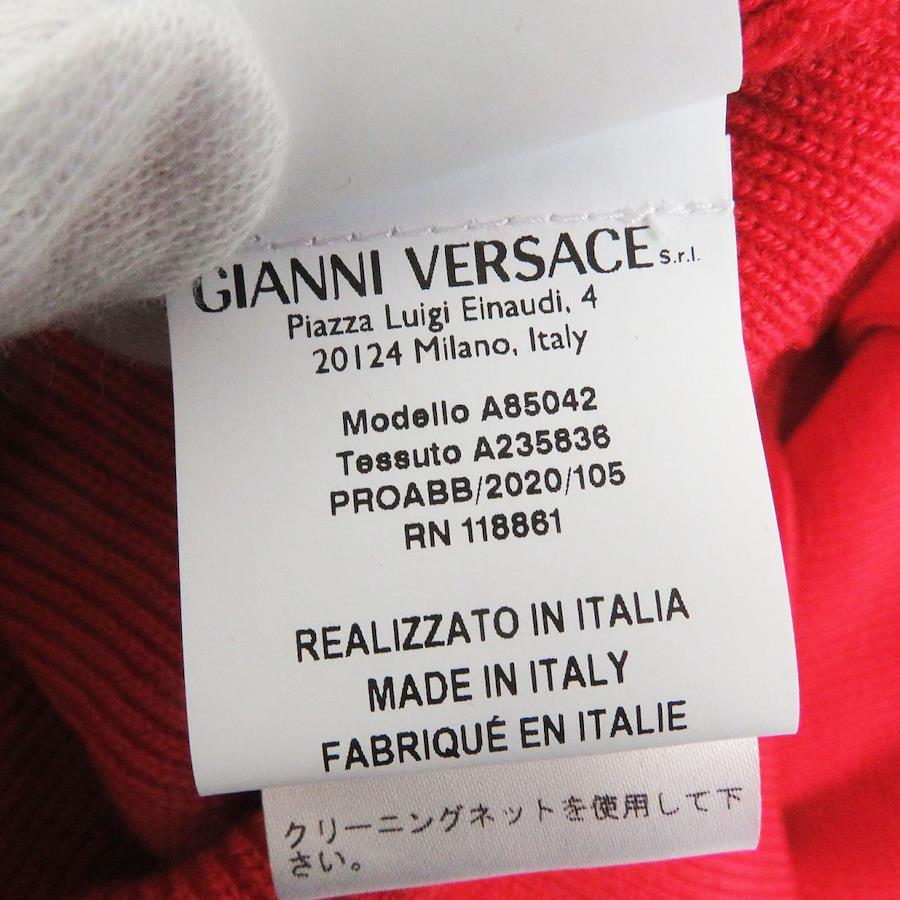 GIANNI VERSACE s.r.l.
Piazza Luigi Einaudi, 4
20124 Milano, Italy
Modello A85042
Tessuto A235836
PROABB/2020/105
RN 118861
REALIZZATO IN ITALIA
MADE IN ITALY
FABRIQUÉ EN ITALIE
クリーニングネットを使用して下
さい。